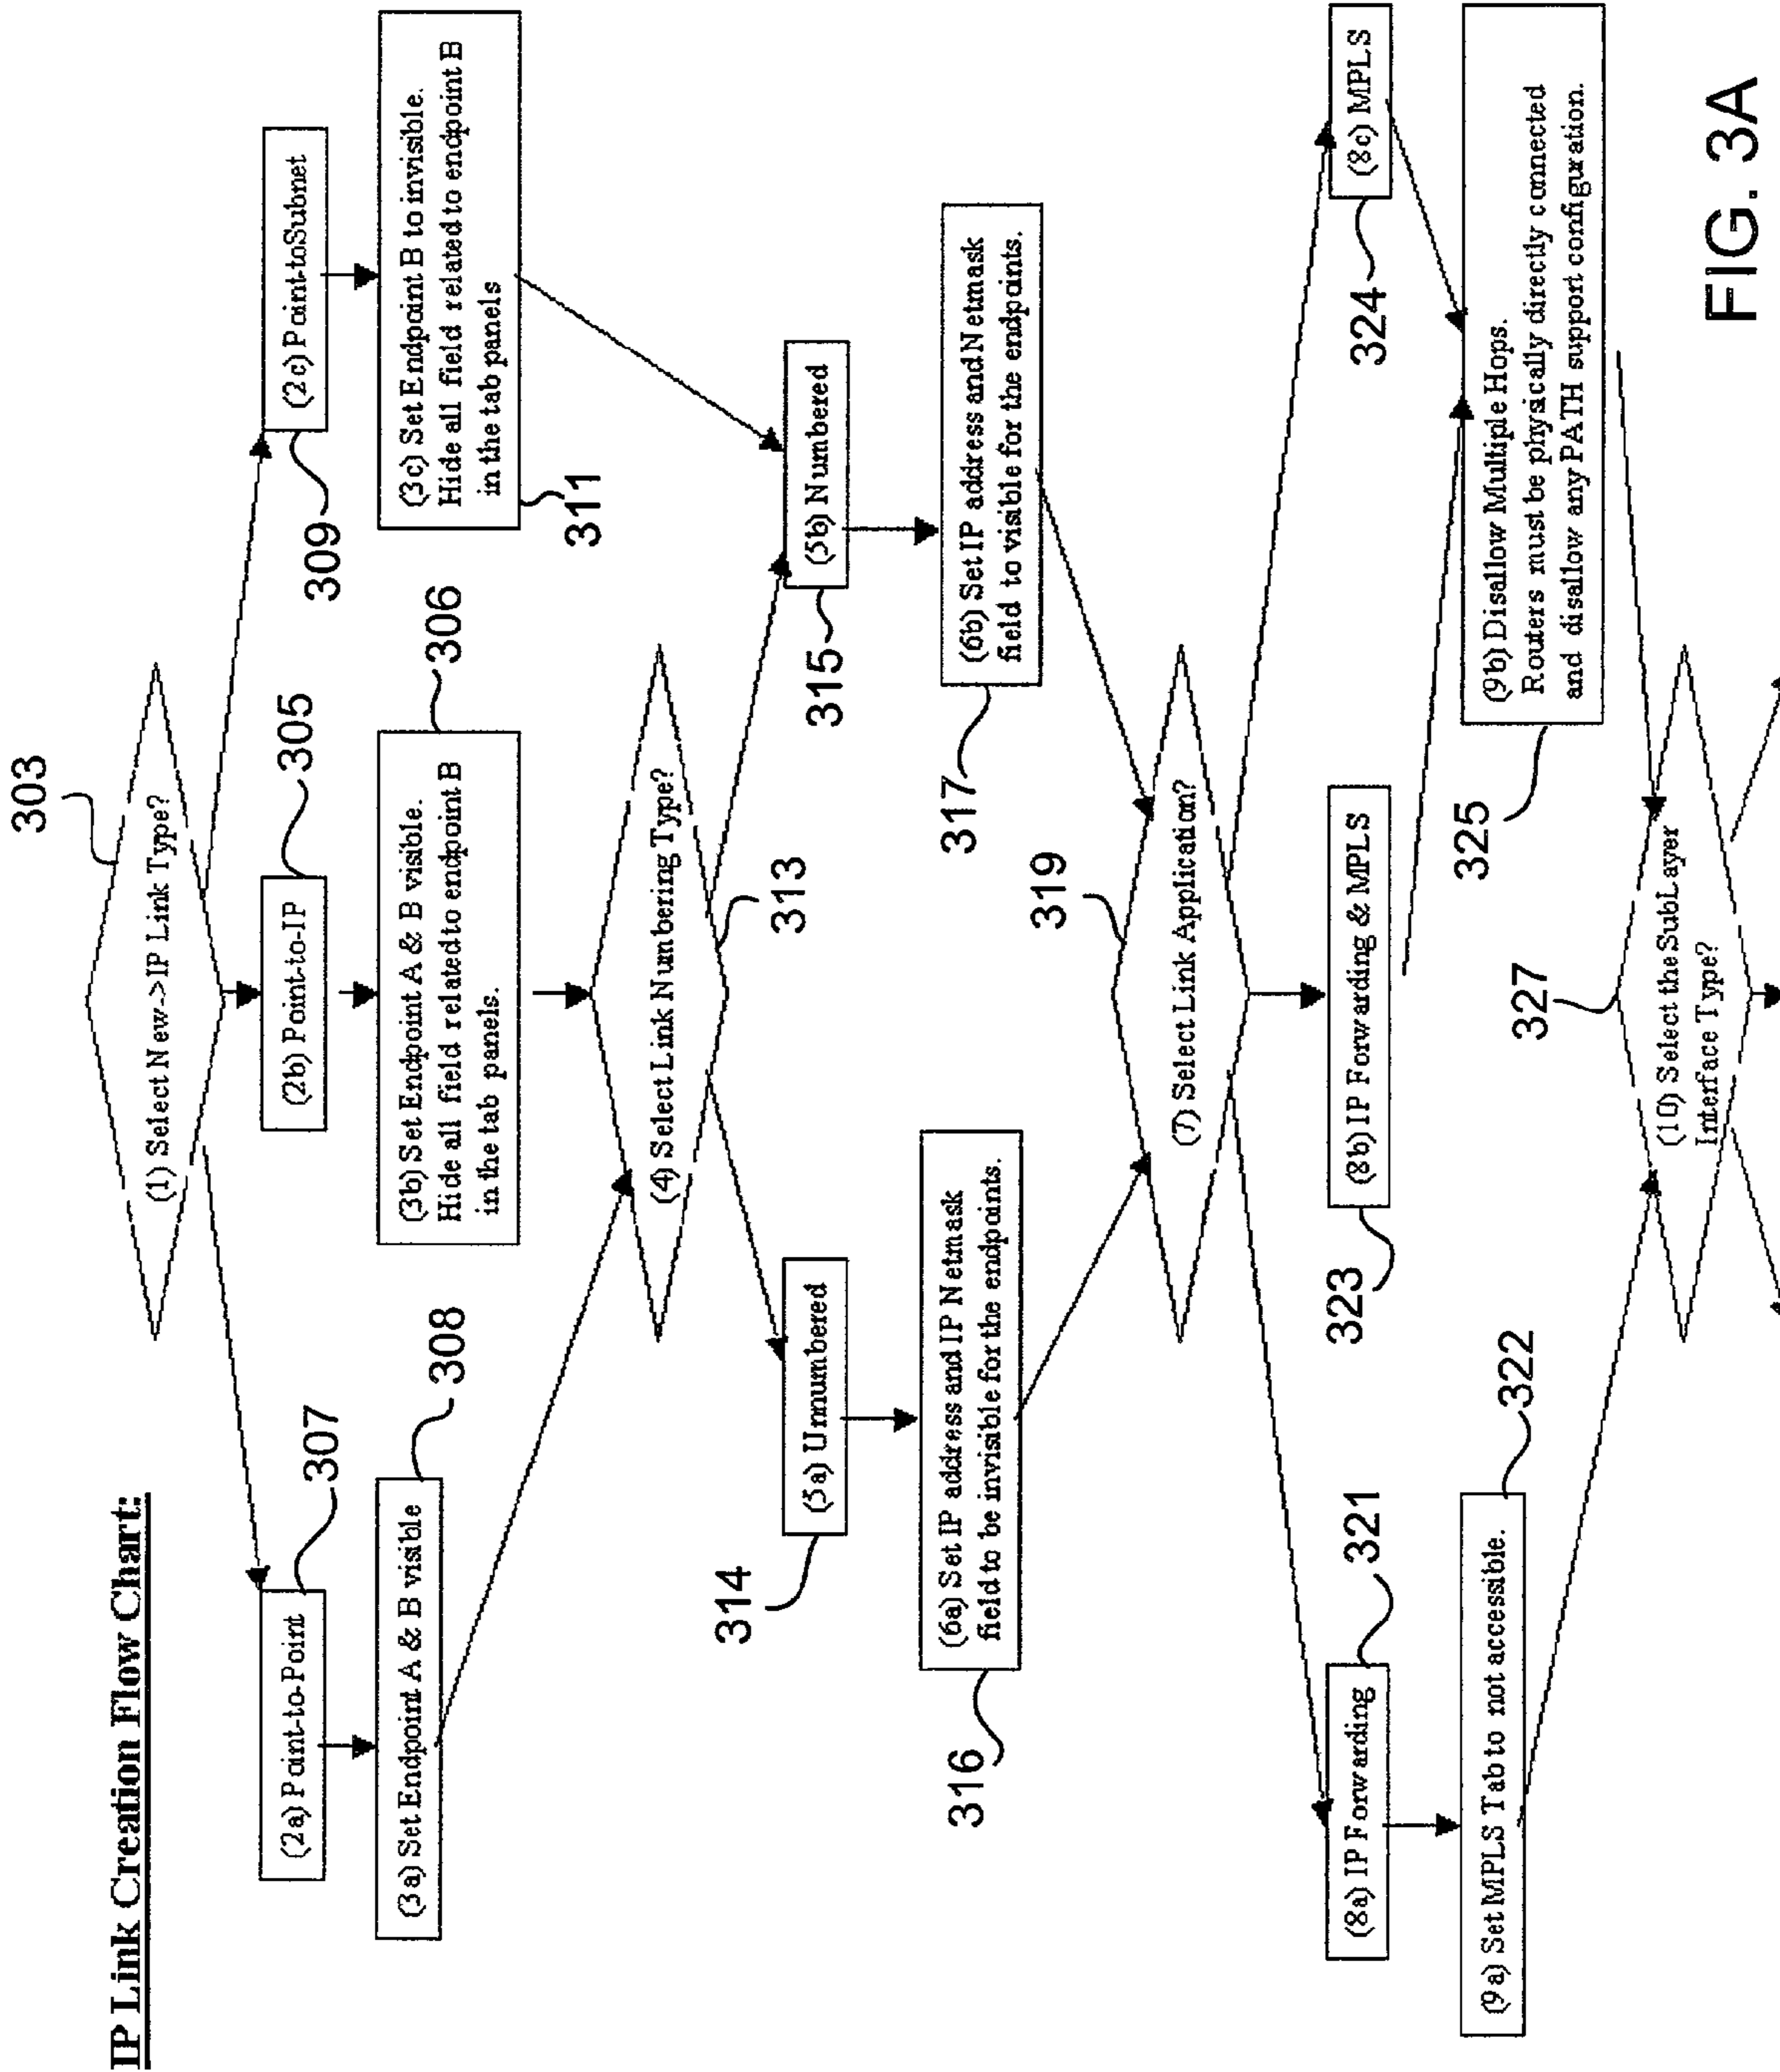 IP Link Creation Flow Chart:
303
(1) Select New->IP Link Type?
307
(2a) Point-to-Point
305
(2b) Point-to-IP
309
(2c) Point-toSubnet
308
(3a) Set Endpoint A & B visible
306
(3b) Set Endpoint A & B visible.
Hide all field related to endpoint B
in the tab panels.
(3c) Set Endpoint B to invisible.
Hide all field related to endpoint B
in the tab panels
311
(4) Select Link Numbering Type?
313
314
(5a) Unnumbered
315
(5b) Numbered
(6a) Set IP address and IP Netmask
field to be invisible for the endpoints.
316
(6b) Set IP address and Netmask
field to visible for the endpoints.
317
319
(7) Select Link Application?
321
(8a) IP Forwarding
323
(8b) IP Forwarding & MPLS
324
(8c) MPLS
322
(9a) Set MPLS Tab to not accessible.
(9b) Disallow Multiple Hops.
Routers must be physically directly connected
and disallow any PATH support configuration.
325
327
(10) Select the SubLayer
Interface Type?
FIG. 3A